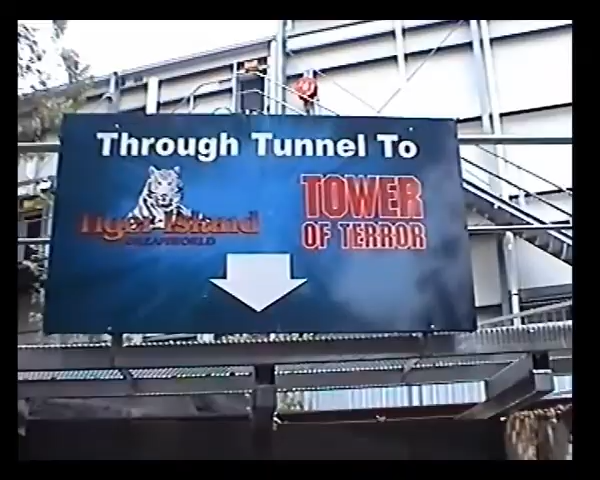 Through Tunnel To
Tiger Island
DREAMWORLD
TOWER
OF TERROR